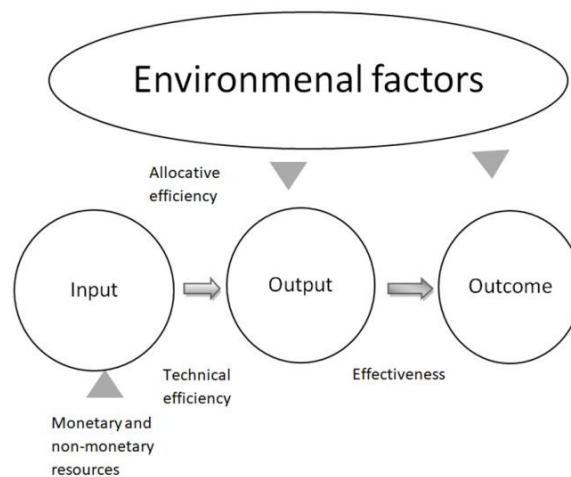 Environmenal factors
Allocative
efficiency
Input
Output
Outcome
Technical
efficiency
Effectiveness
Monetary and
non-monetary
resources